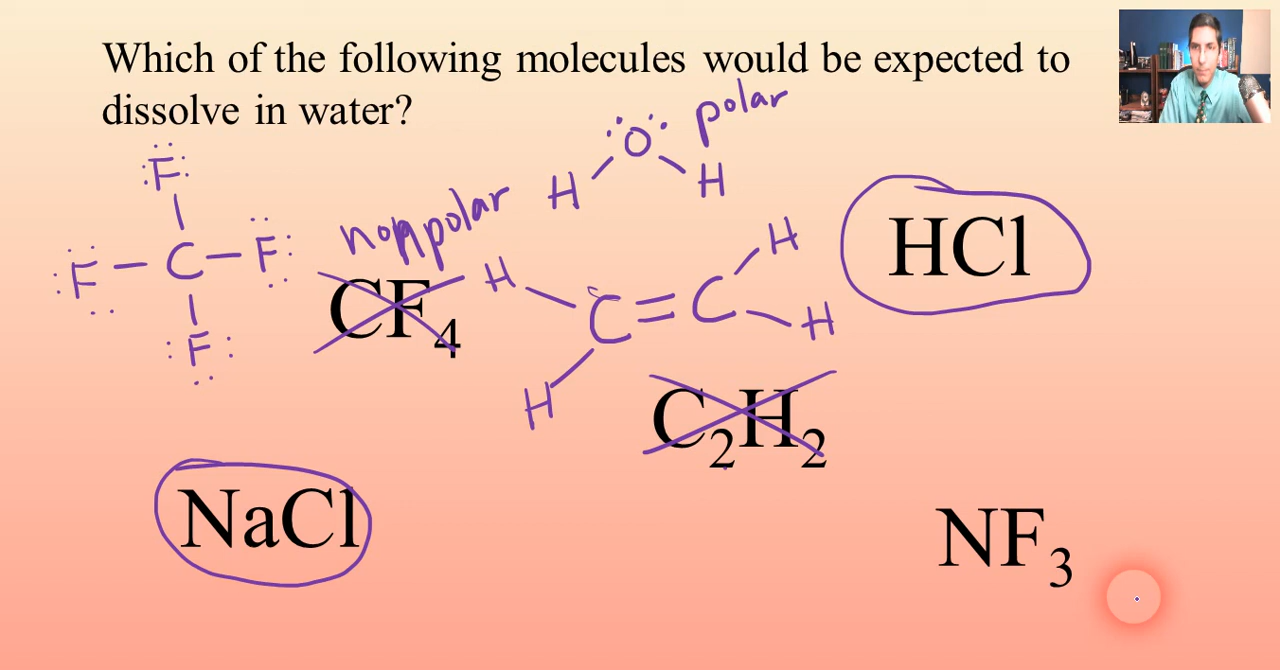 Which of the following molecules would be expected to
dissolve in water?
polar
:F:
O
H H
nonpolar
F – C – F
H
H
HCl
CF₄
C = C
H
:F:
H
C₂H₂
NaCl
NF₃